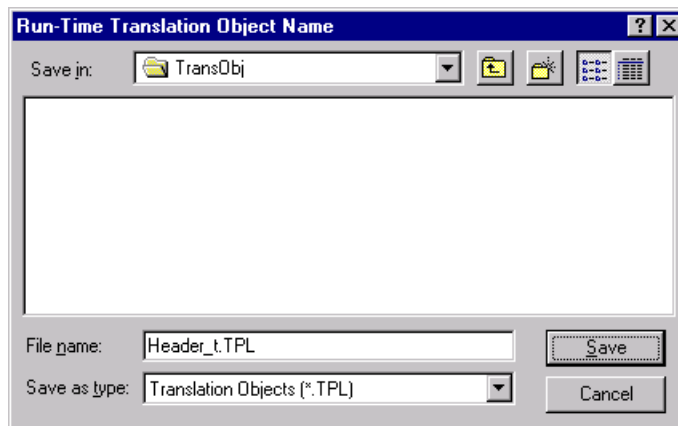 Run-Time Translation Object Name
Save in: TransObj
File name: Header_t.TPL Save
Save as type: Translation Objects (*.TPL) Cancel